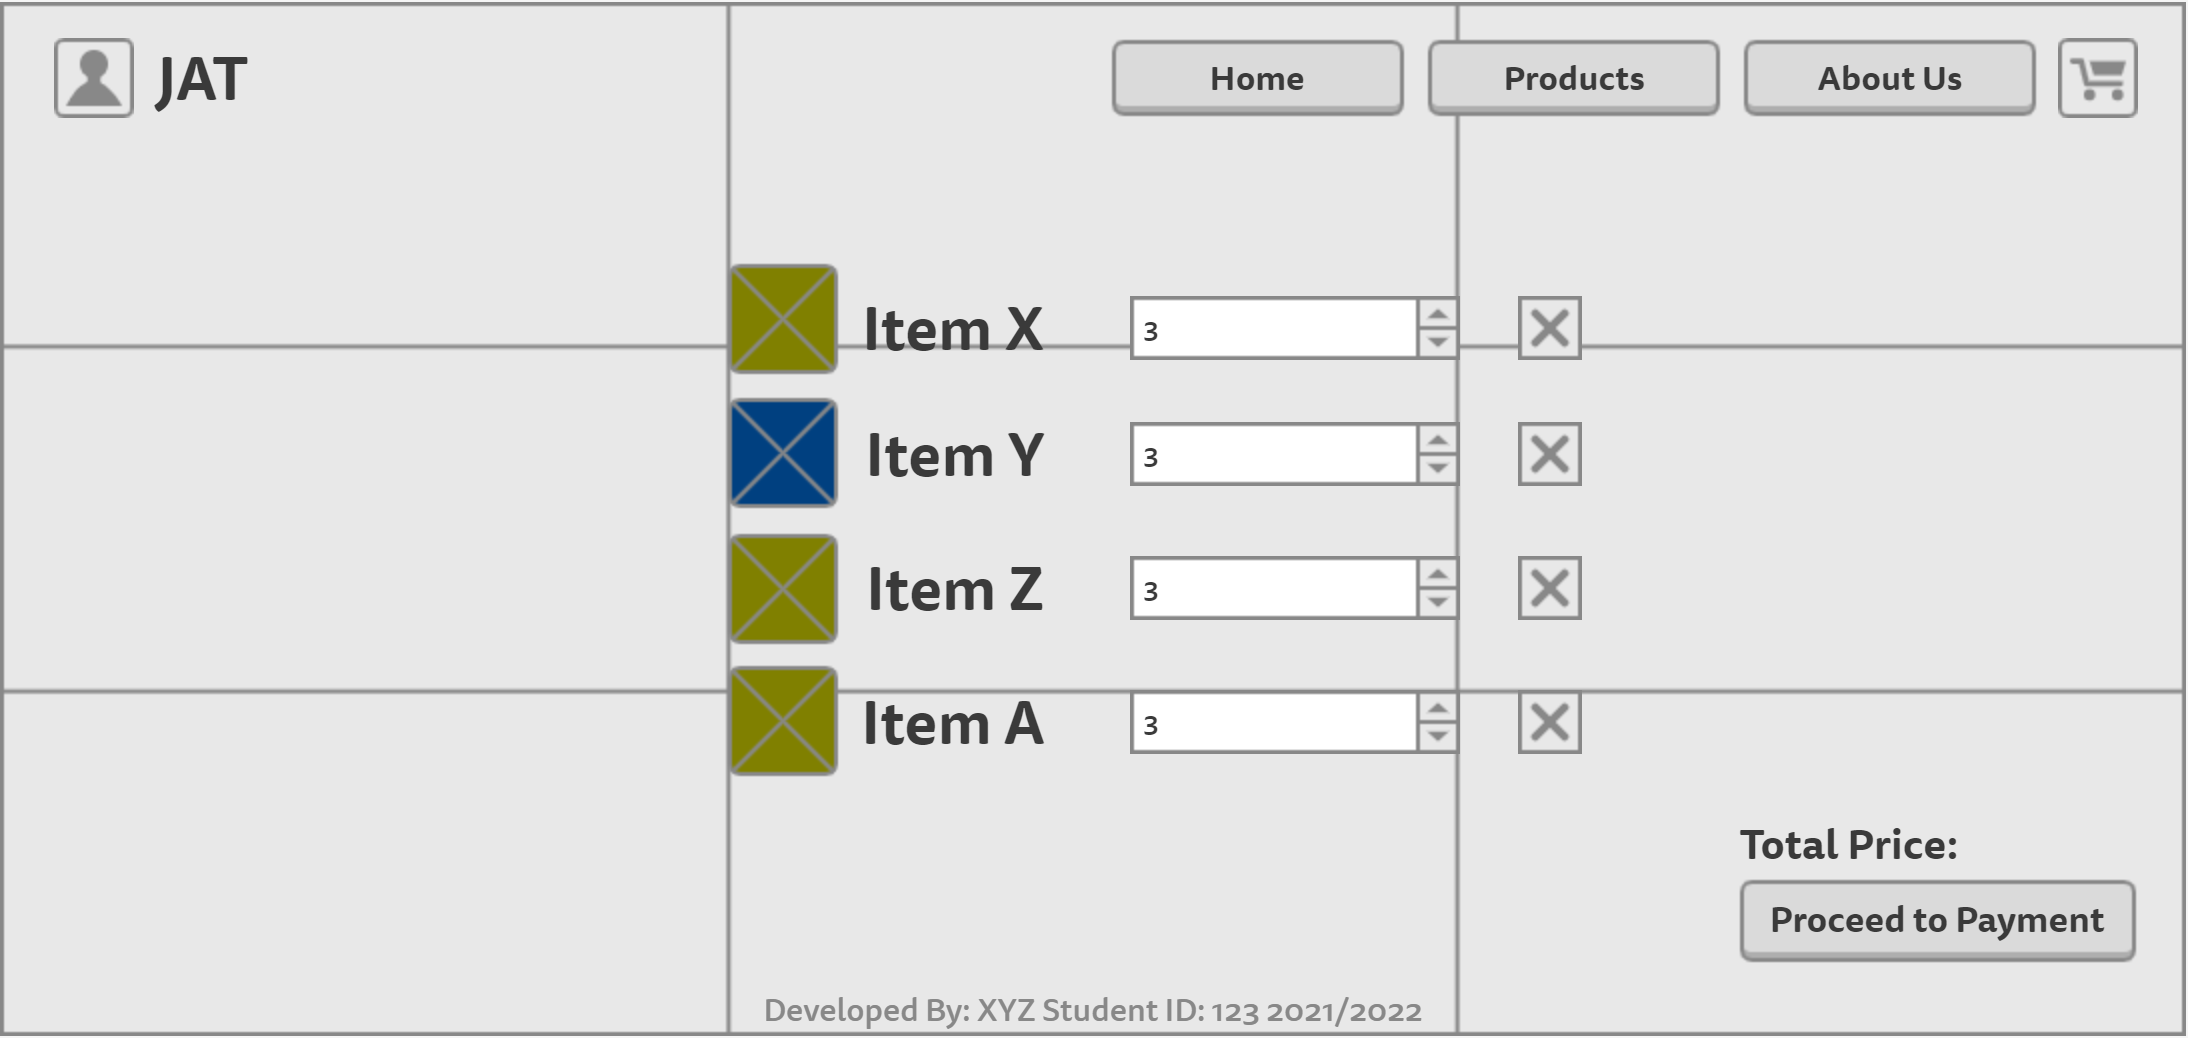 JAT
Home
Products
About Us
Item X
3
Item Y
3
Item Z
3
Item A
3
Total Price:
Proceed to Payment
Developed By: XYZ Student ID: 123 2021/2022